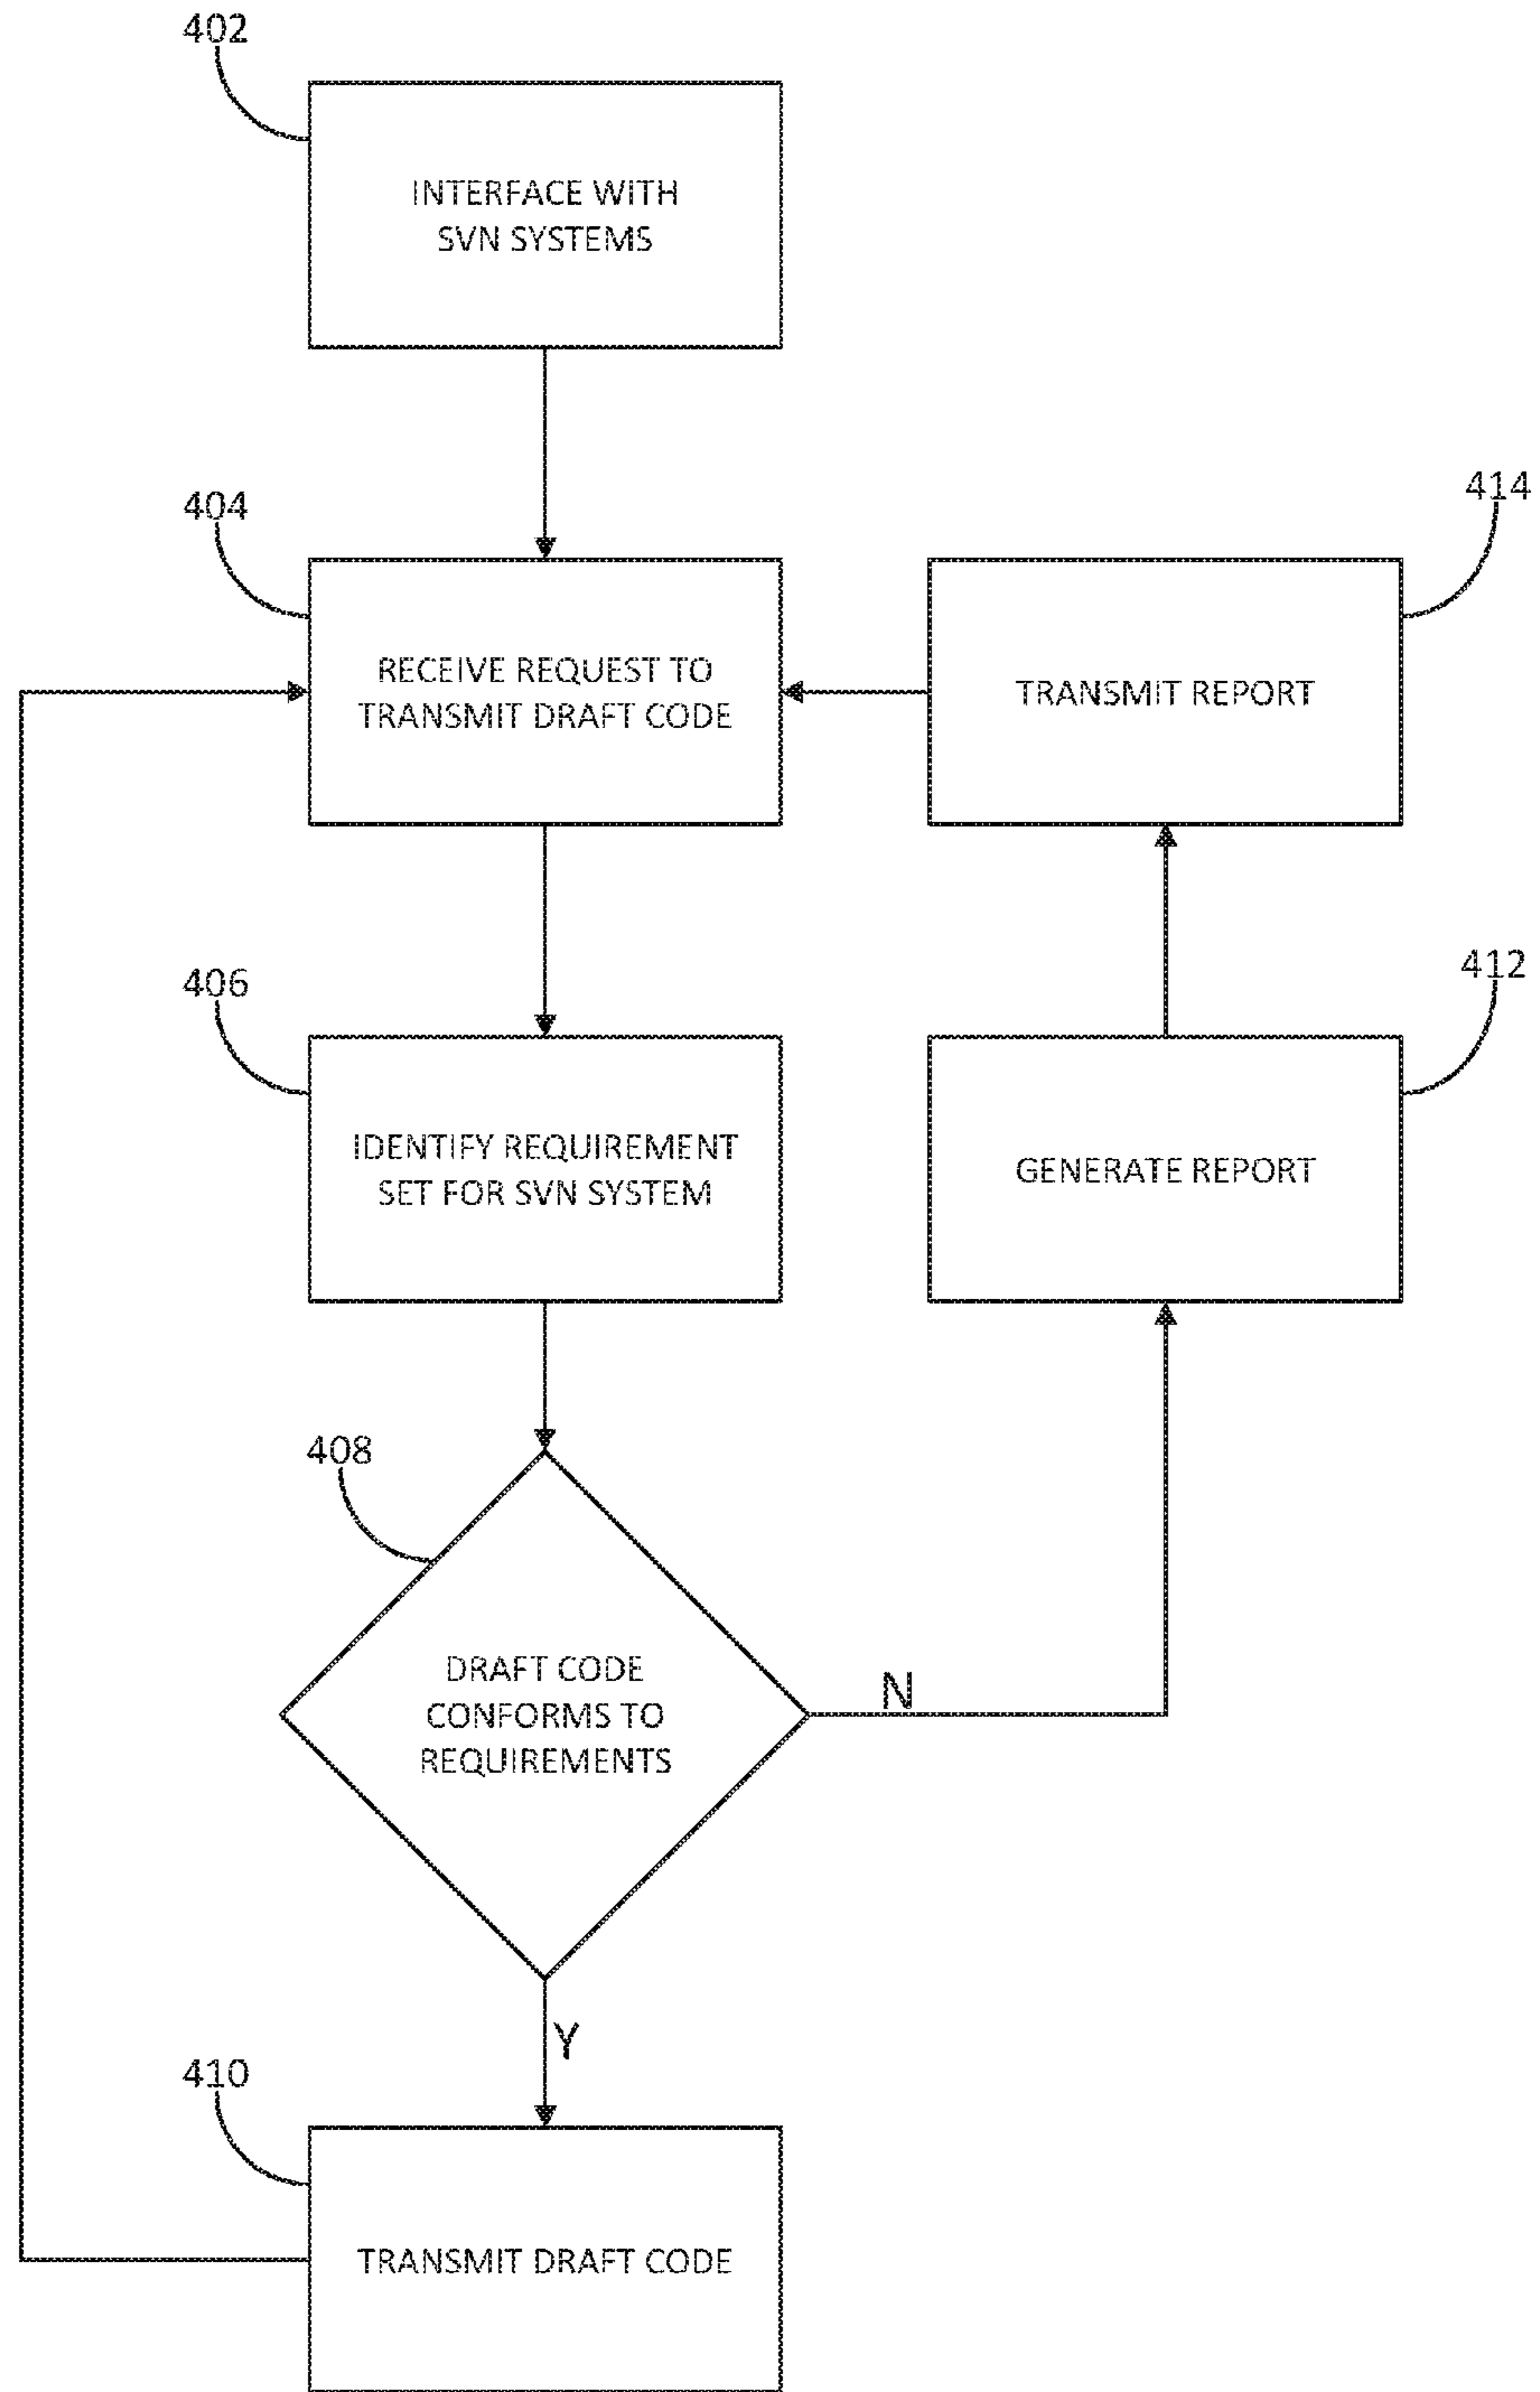 402
INTERFACE WITH
SVN SYSTEMS
404
RECEIVE REQUEST TO
TRANSMIT DRAFT CODE
414
TRANSMIT REPORT
406
IDENTIFY REQUIREMENT
SET FOR SVN SYSTEM
412
GENERATE REPORT
408
DRAFT CODE
CONFORMS TO
REQUIREMENTS
N
Y
410
TRANSMIT DRAFT CODE